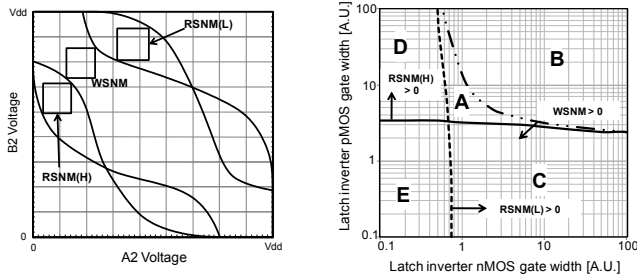 Vdd
RSNM(L)
WSNM
RSNM(H)
B2 Voltage
0
Vdd
A2 Voltage
Latch inverter pMOS gate width [A.U.]
100
10
1
0.1
D
B
RSNM(H)
> 0
A
WSNM > 0
E
C
RSNM(L) > 0
0.1
1
10
100
Latch inverter nMOS gate width [A.U.]